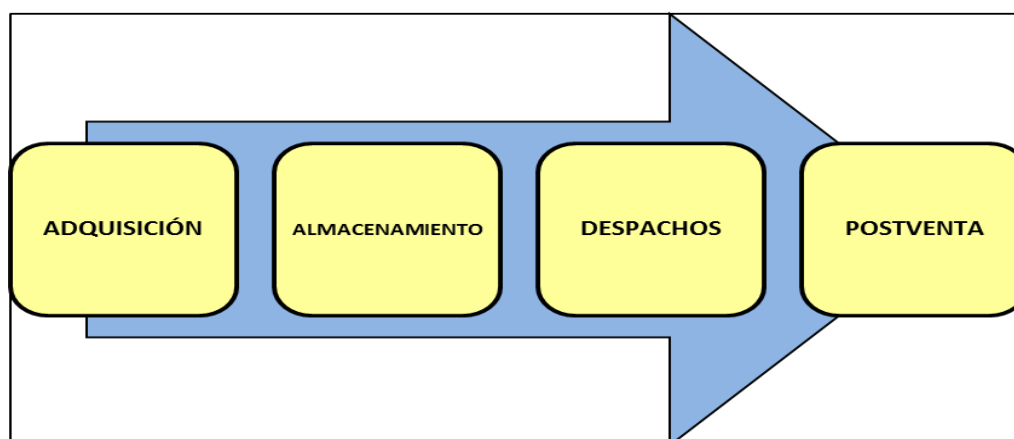 ADQUISICIÓN
ALMACENAMIENTO
DESPACHOS
POSTVENTA